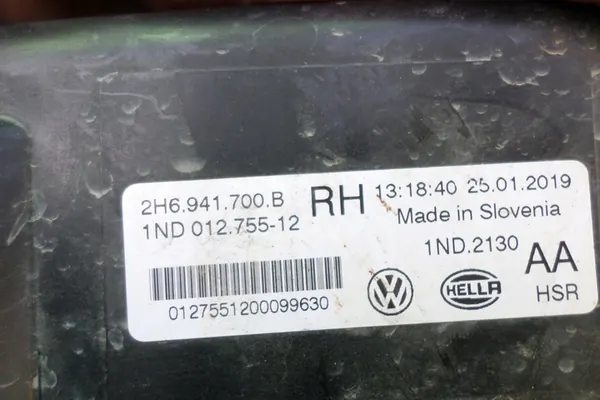 2H6.941.700.B RH 13:18:40 25.01.2019
1ND 012.755-12 Made in Slovenia
1ND.2130 AA
0127551200099630 VW HELLA HSR